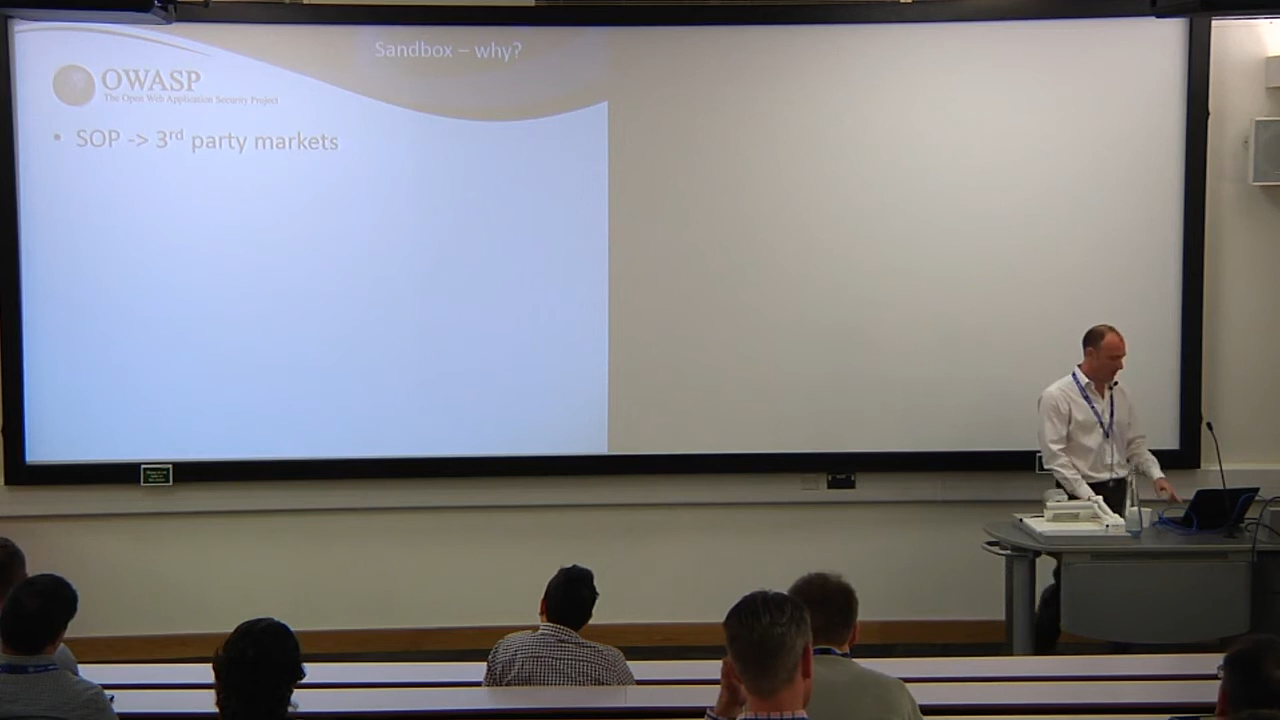 Sandbox – why?
OWASP
The Open Web Application Security Project
• SOP -> 3rd party markets